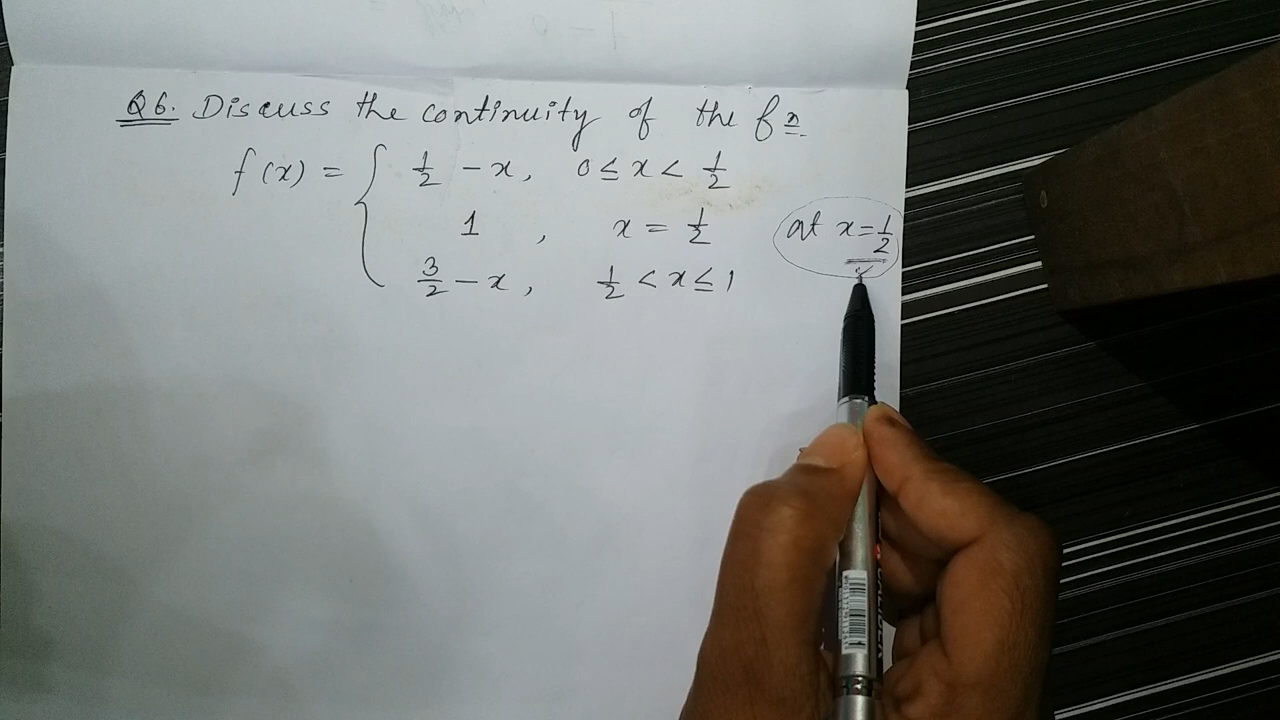 Q6. Discuss the continuity of the fn.
f(x) = { 1/2 - x, 0 ≤ x < 1/2
1, x = 1/2 at x = 1/2
3/2 - x, 1/2 < x ≤ 1